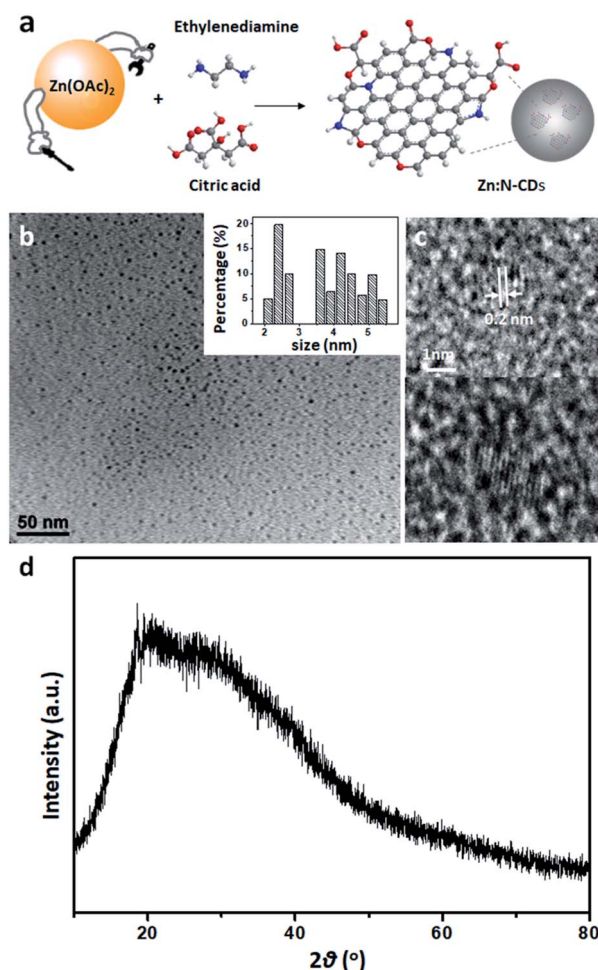 a
Ethylenediamine
Zn(OAc)₂
+
Citric acid
Zn:N-CDs
b
Percentage (%)
20
15
10
5
0
2
3
4
5
size (nm)
50 nm
c
0.2 nm
1nm
d
Intensity (a.u.)
20
40
60
80
2ϑ (°)